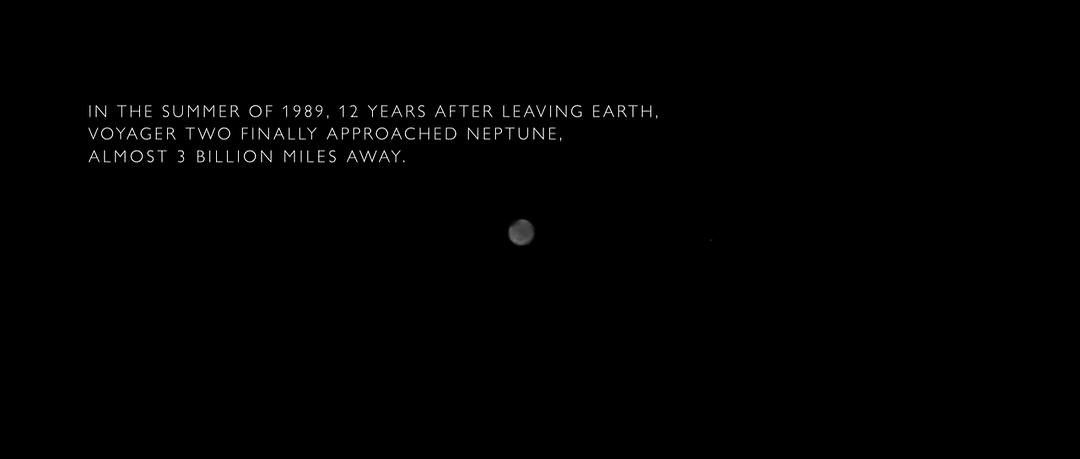 IN THE SUMMER OF 1989, 12 YEARS AFTER LEAVING EARTH,
VOYAGER TWO FINALLY APPROACHED NEPTUNE,
ALMOST 3 BILLION MILES AWAY.